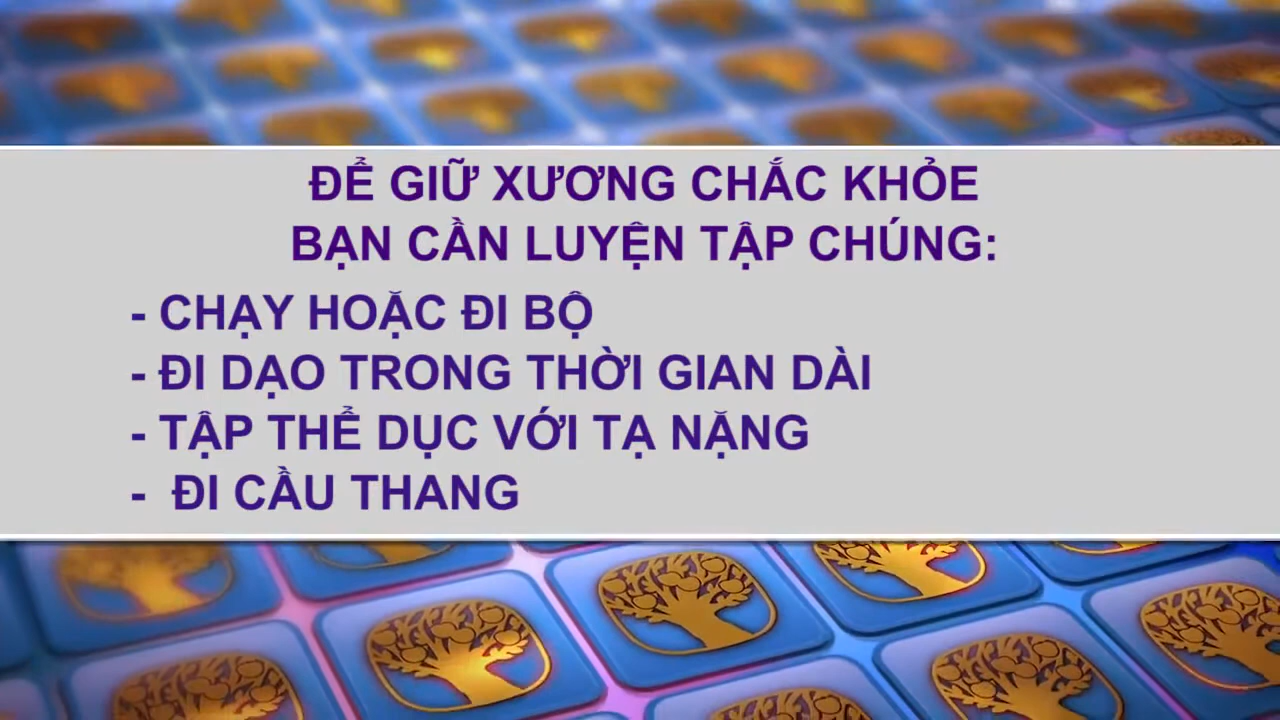 ĐỂ GIỮ XƯƠNG CHẮC KHỎE
BẠN CẦN LUYỆN TẬP CHÚNG:
- CHẠY HOẶC ĐI BỘ
- ĐI DẠO TRONG THỜI GIAN DÀI
- TẬP THỂ DỤC VỚI TẠ NẶNG
- ĐI CẦU THANG